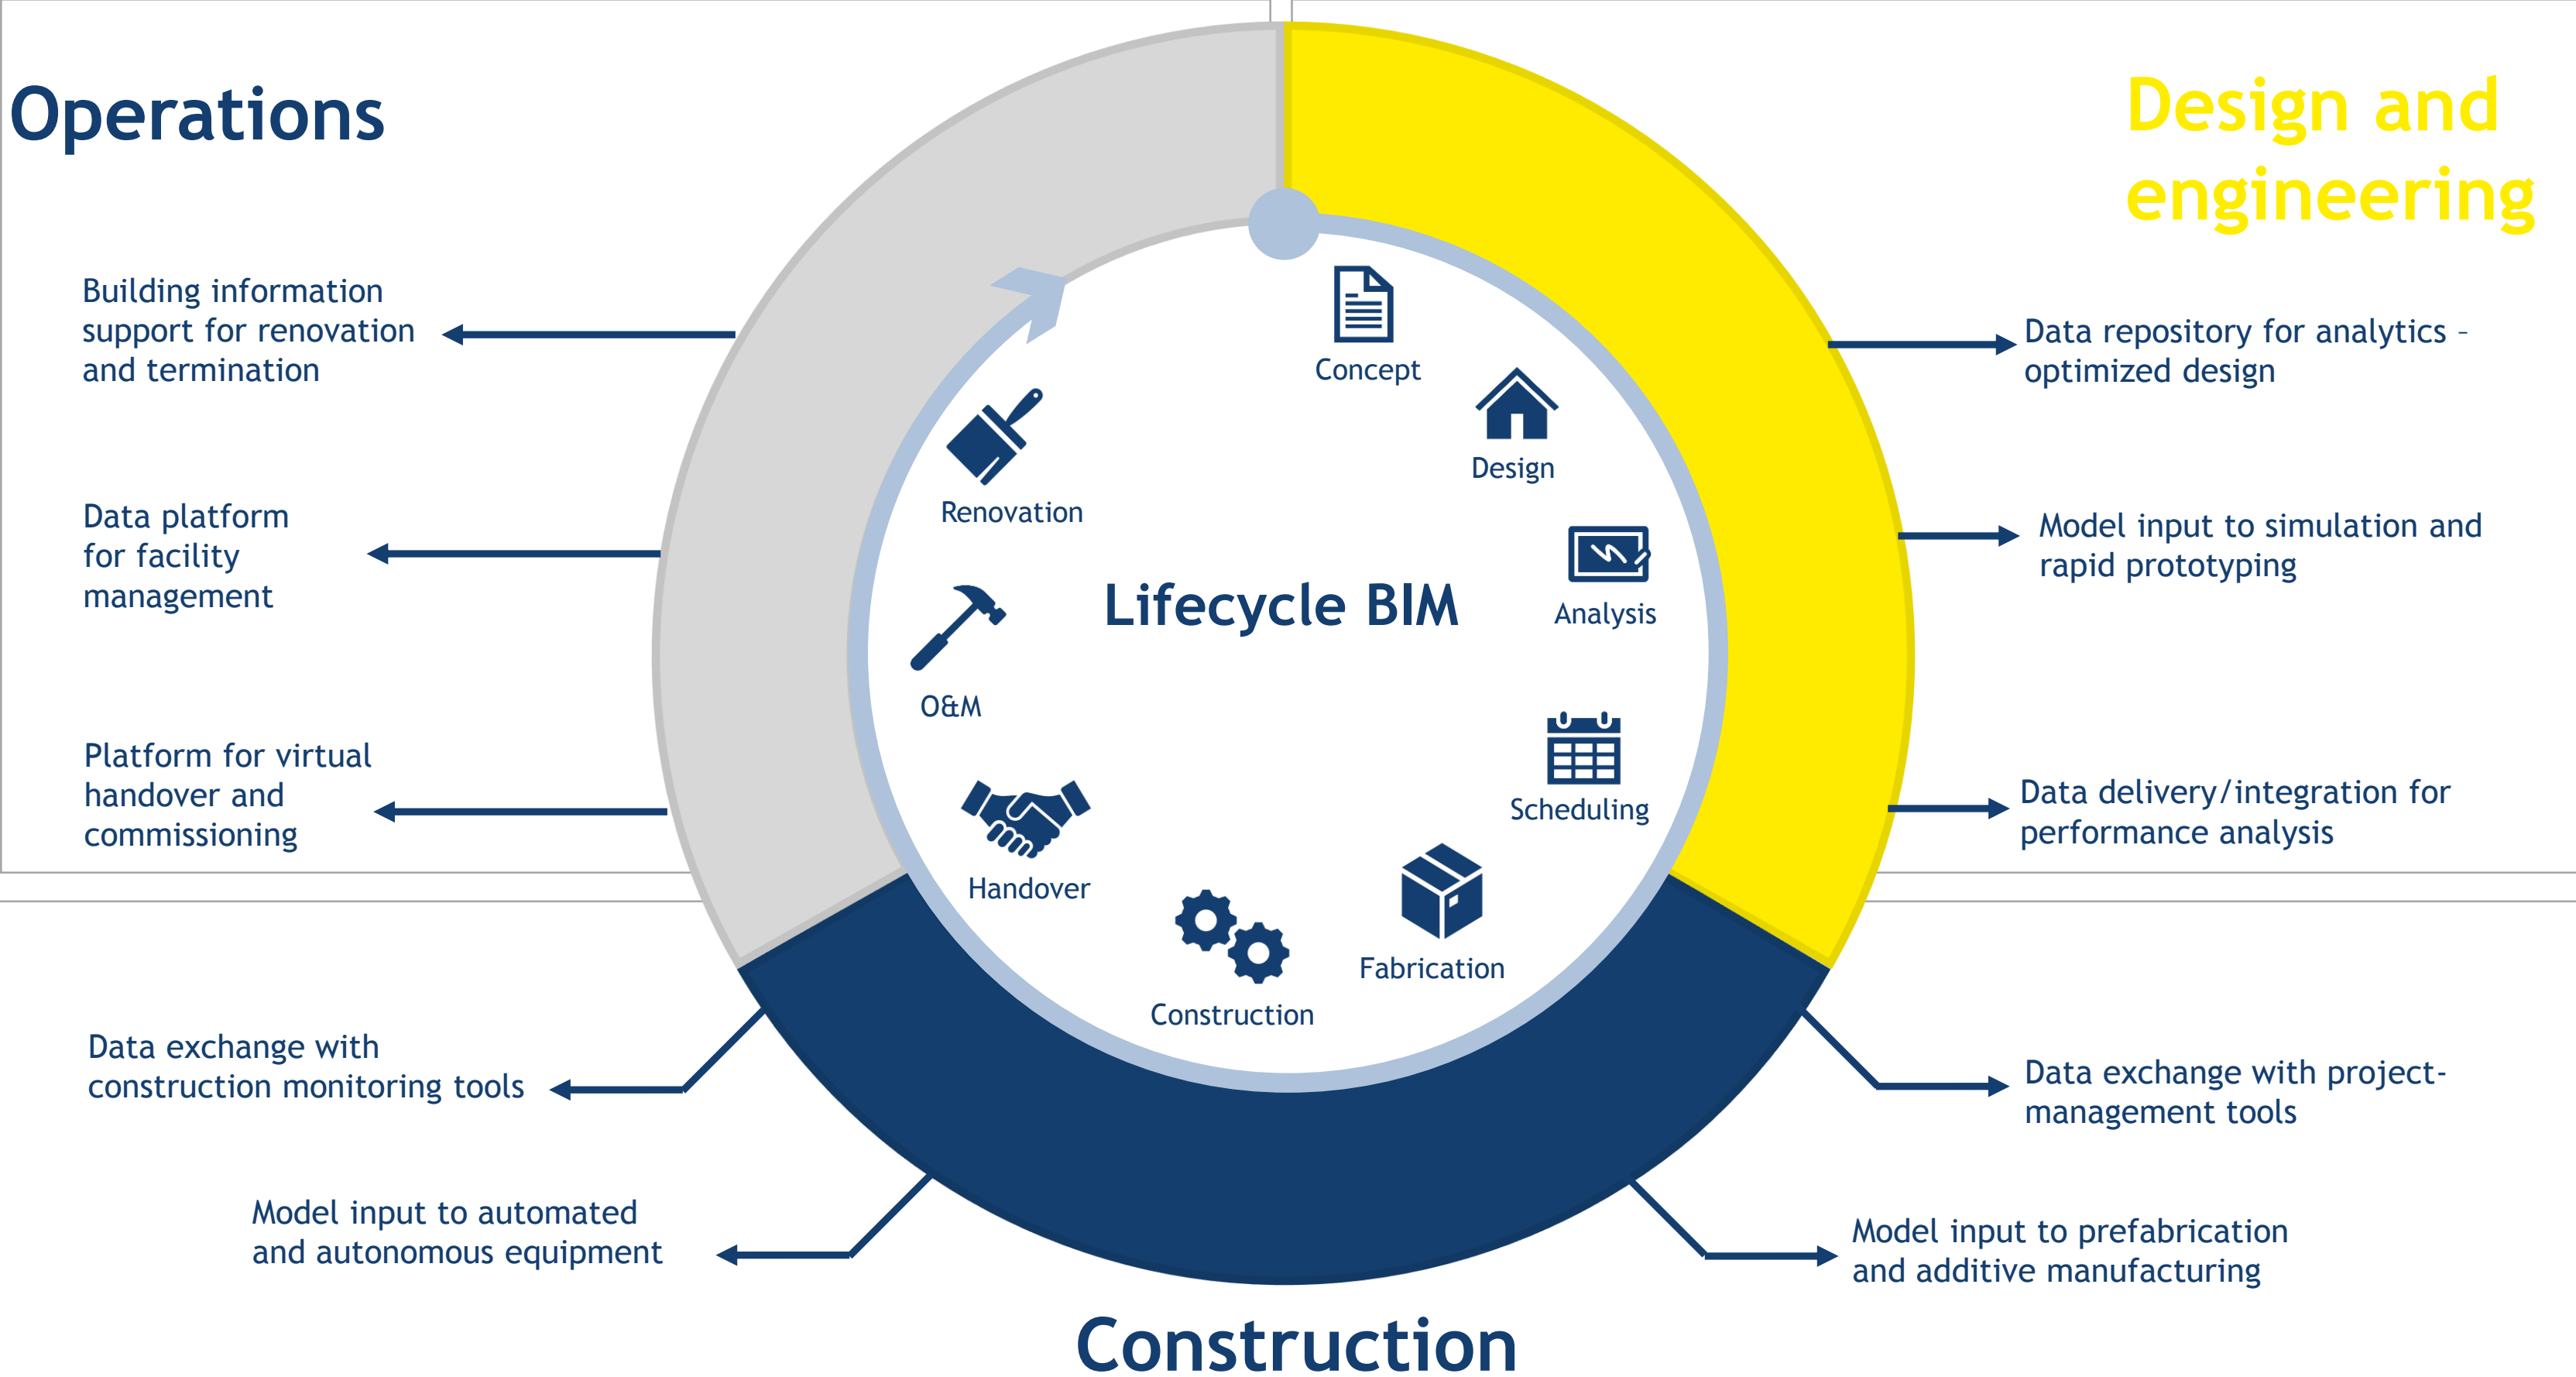 Operations
Design and
engineering
Building information
support for renovation
and termination
Data platform
for facility
management
Platform for virtual
handover and
commissioning
Data repository for analytics –
optimized design
Model input to simulation and
rapid prototyping
Data delivery/integration for
performance analysis
Lifecycle BIM
Concept
Design
Analysis
Scheduling
Fabrication
Construction
Handover
O&M
Renovation
Data exchange with
construction monitoring tools
Model input to automated
and autonomous equipment
Data exchange with project-
management tools
Model input to prefabrication
and additive manufacturing
Construction